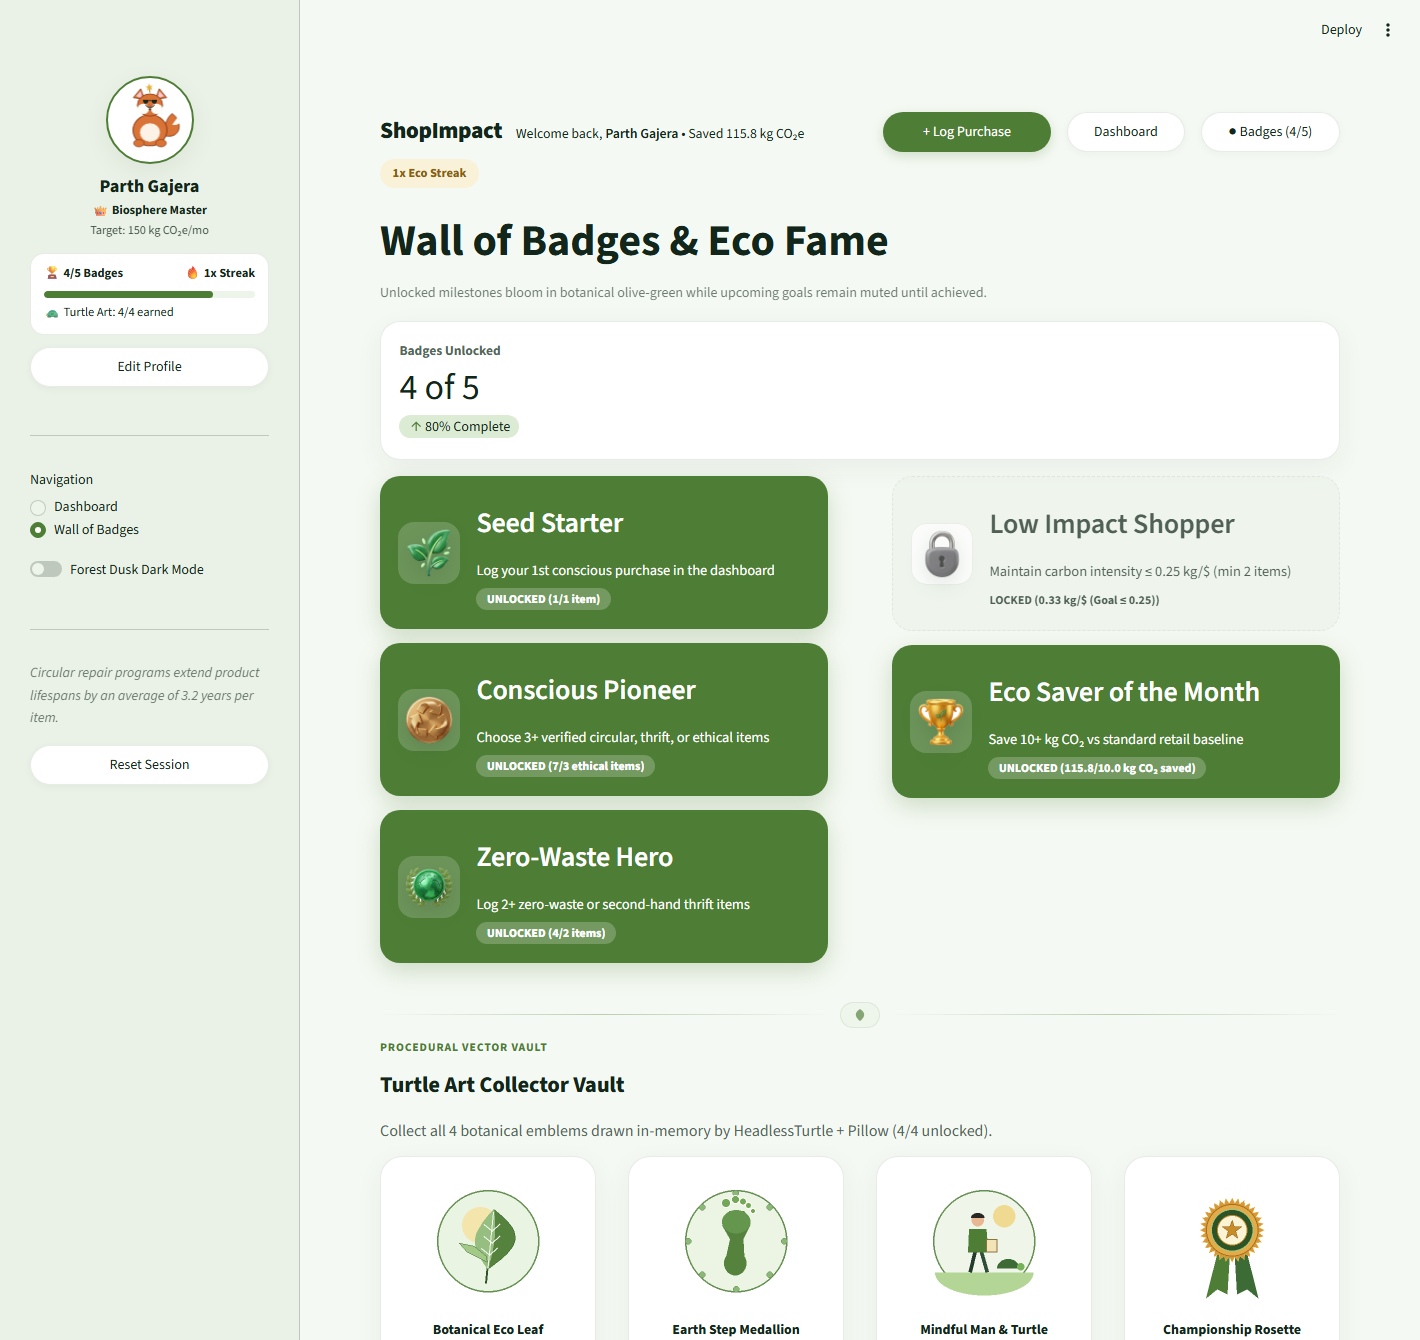 Deploy
Parth Gajera
Biosphere Master
Target: 150 kg CO₂e/mo
4/5 Badges
1x Streak
Turtle Art: 4/4 earned
Edit Profile
Navigation
Dashboard
Wall of Badges
Forest Dusk Dark Mode
Circular repair programs extend product
lifespans by an average of 3.2 years per
item.
Reset Session
ShopImpact
Welcome back, Parth Gajera • Saved 115.8 kg CO₂e
+ Log Purchase
Dashboard
● Badges (4/5)
1x Eco Streak
Wall of Badges & Eco Fame
Unlocked milestones bloom in botanical olive-green while upcoming goals remain muted until achieved.
Badges Unlocked
4 of 5
↑ 80% Complete
Seed Starter
Log your 1st conscious purchase in the dashboard
UNLOCKED (1/1 item)
Low Impact Shopper
Maintain carbon intensity ≤ 0.25 kg/$ (min 2 items)
LOCKED (0.33 kg/$ (Goal ≤ 0.25))
Conscious Pioneer
Choose 3+ verified circular, thrift, or ethical items
UNLOCKED (7/3 ethical items)
Eco Saver of the Month
Save 10+ kg CO₂ vs standard retail baseline
UNLOCKED (115.8/10.0 kg CO₂ saved)
Zero-Waste Hero
Log 2+ zero-waste or second-hand thrift items
UNLOCKED (4/2 items)
PROCEDURAL VECTOR VAULT
Turtle Art Collector Vault
Collect all 4 botanical emblems drawn in-memory by HeadlessTurtle + Pillow (4/4 unlocked).
Botanical Eco Leaf
Earth Step Medallion
Mindful Man & Turtle
Championship Rosette